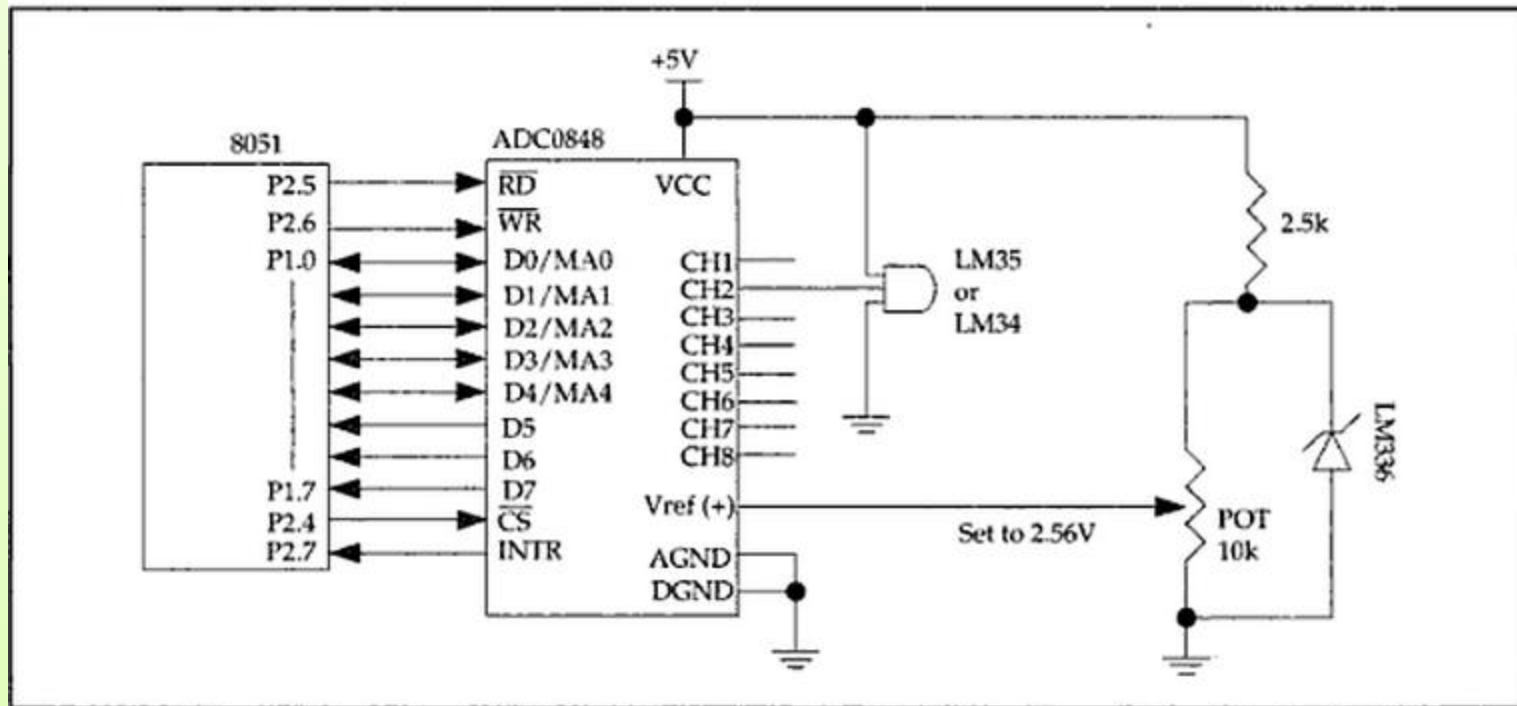 +5V
8051
ADC0848
P2.5
P2.6
P1.0
P1.7
P2.4
P2.7
RD
WR
D0/MA0
D1/MA1
D2/MA2
D3/MA3
D4/MA4
D5
D6
D7
CS
INTR
VCC
CH1
CH2
CH3
CH4
CH5
CH6
CH7
CH8
Vref (+)
AGND
DGND
LM35
or
LM34
Set to 2.56V
2.5k
POT
10k
LM336